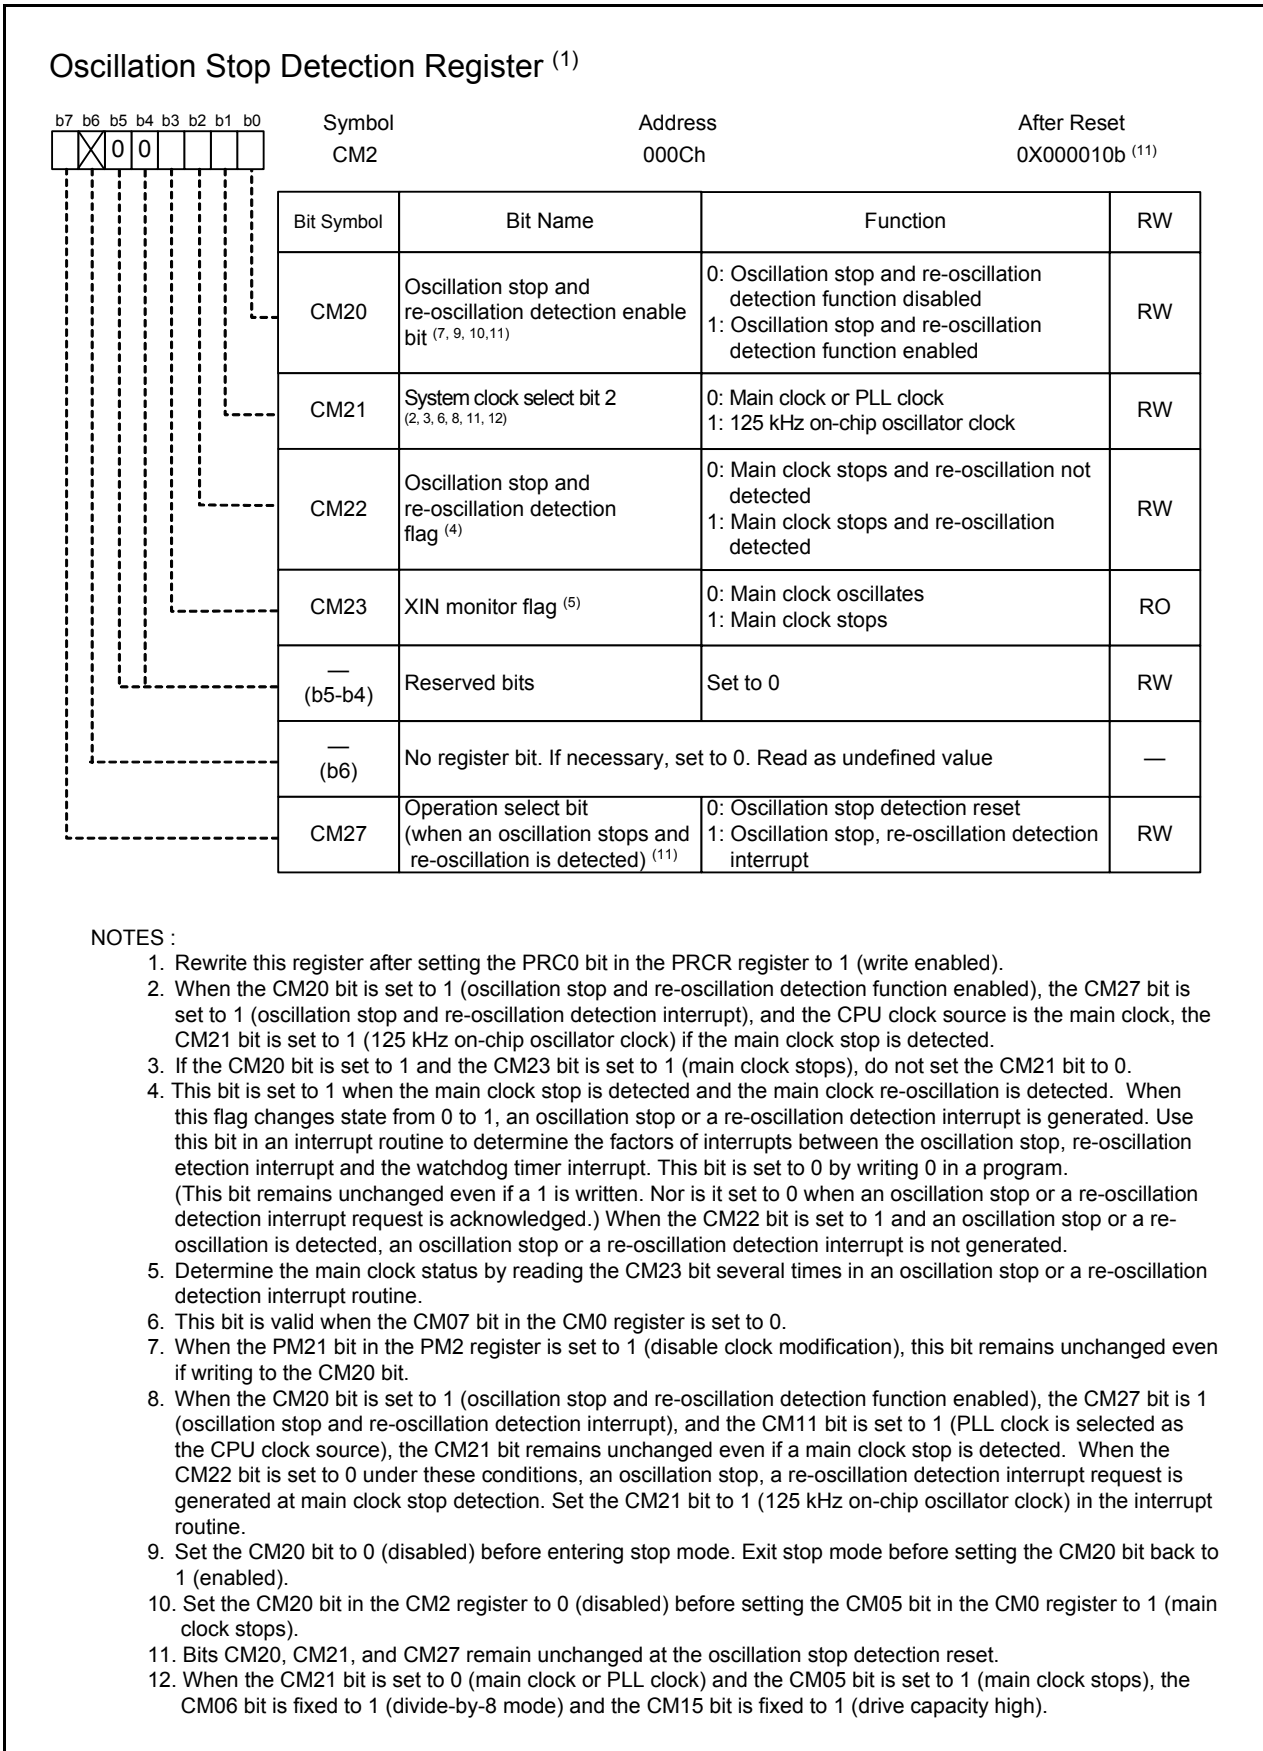 Oscillation Stop Detection Register (1)
b7 b6 b5 b4 b3 b2 b1 b0
0 0
Symbol Address After Reset
CM2 000Ch 0X000010b (11)
Bit Symbol Bit Name Function RW
CM20
Oscillation stop and
re-oscillation detection enable
bit (7, 9, 10,11)
0: Oscillation stop and re-oscillation
detection function disabled
1: Oscillation stop and re-oscillation
detection function enabled
RW
CM21
System clock select bit 2
(2, 3, 6, 8, 11, 12)
0: Main clock or PLL clock
1: 125 kHz on-chip oscillator clock
RW
CM22
Oscillation stop and
re-oscillation detection
flag (4)
0: Main clock stops and re-oscillation not
detected
1: Main clock stops and re-oscillation
detected
RW
CM23
XIN monitor flag (5)
0: Main clock oscillates
1: Main clock stops
RO
—
(b5-b4)
Reserved bits
Set to 0
RW
—
(b6)
No register bit. If necessary, set to 0. Read as undefined value
—
CM27
Operation select bit
(when an oscillation stops and
re-oscillation is detected) (11)
0: Oscillation stop detection reset
1: Oscillation stop, re-oscillation detection
interrupt
RW
NOTES :
1. Rewrite this register after setting the PRC0 bit in the PRCR register to 1 (write enabled).
2. When the CM20 bit is set to 1 (oscillation stop and re-oscillation detection function enabled), the CM27 bit is
set to 1 (oscillation stop and re-oscillation detection interrupt), and the CPU clock source is the main clock, the
CM21 bit is set to 1 (125 kHz on-chip oscillator clock) if the main clock stop is detected.
3. If the CM20 bit is set to 1 and the CM23 bit is set to 1 (main clock stops), do not set the CM21 bit to 0.
4. This bit is set to 1 when the main clock stop is detected and the main clock re-oscillation is detected. When
this flag changes state from 0 to 1, an oscillation stop or a re-oscillation detection interrupt is generated. Use
this bit in an interrupt routine to determine the factors of interrupts between the oscillation stop, re-oscillation
etection interrupt and the watchdog timer interrupt. This bit is set to 0 by writing 0 in a program.
(This bit remains unchanged even if a 1 is written. Nor is it set to 0 when an oscillation stop or a re-oscillation
detection interrupt request is acknowledged.) When the CM22 bit is set to 1 and an oscillation stop or a re-
oscillation is detected, an oscillation stop or a re-oscillation detection interrupt is not generated.
5. Determine the main clock status by reading the CM23 bit several times in an oscillation stop or a re-oscillation
detection interrupt routine.
6. This bit is valid when the CM07 bit in the CM0 register is set to 0.
7. When the PM21 bit in the PM2 register is set to 1 (disable clock modification), this bit remains unchanged even
if writing to the CM20 bit.
8. When the CM20 bit is set to 1 (oscillation stop and re-oscillation detection function enabled), the CM27 bit is 1
(oscillation stop and re-oscillation detection interrupt), and the CM11 bit is set to 1 (PLL clock is selected as
the CPU clock source), the CM21 bit remains unchanged even if a main clock stop is detected. When the
CM22 bit is set to 0 under these conditions, an oscillation stop, a re-oscillation detection interrupt request is
generated at main clock stop detection. Set the CM21 bit to 1 (125 kHz on-chip oscillator clock) in the interrupt
routine.
9. Set the CM20 bit to 0 (disabled) before entering stop mode. Exit stop mode before setting the CM20 bit back to
1 (enabled).
10. Set the CM20 bit in the CM2 register to 0 (disabled) before setting the CM05 bit in the CM0 register to 1 (main
clock stops).
11. Bits CM20, CM21, and CM27 remain unchanged at the oscillation stop detection reset.
12. When the CM21 bit is set to 0 (main clock or PLL clock) and the CM05 bit is set to 1 (main clock stops), the
CM06 bit is fixed to 1 (divide-by-8 mode) and the CM15 bit is fixed to 1 (drive capacity high).